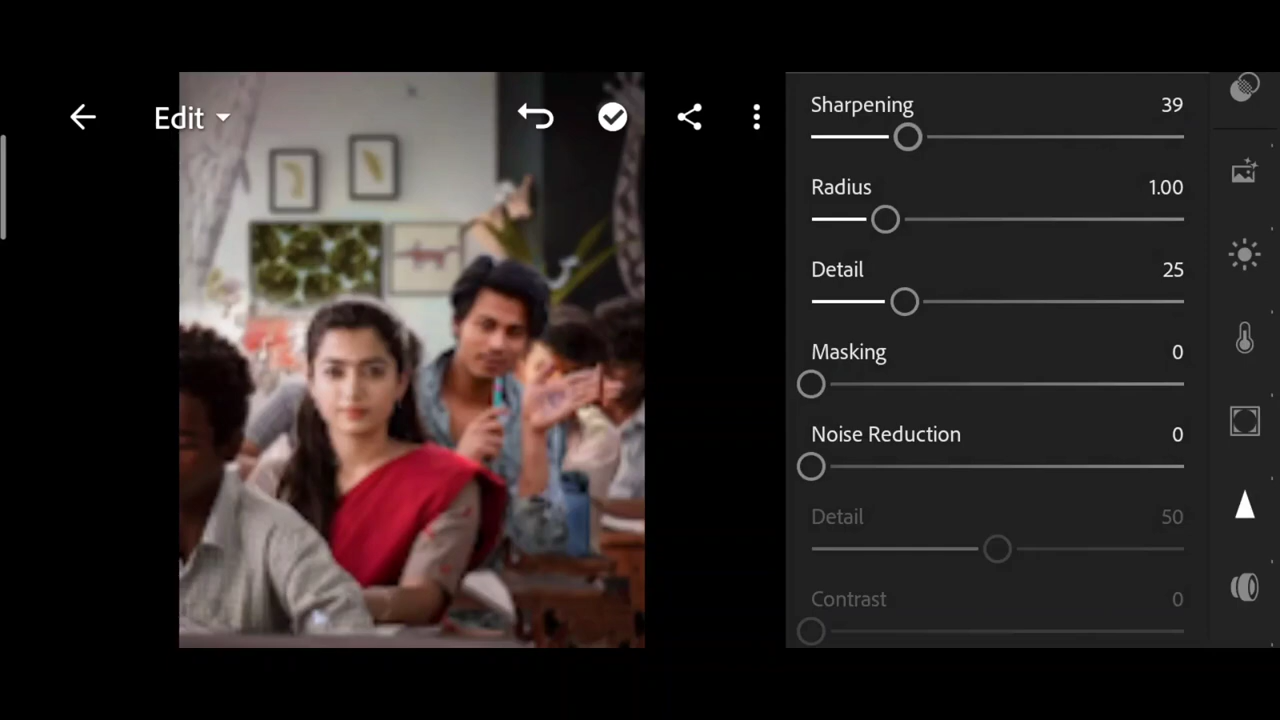 Edit
Sharpening 39
Radius 1.00
Detail 25
Masking 0
Noise Reduction 0
Detail 50
Contrast 0